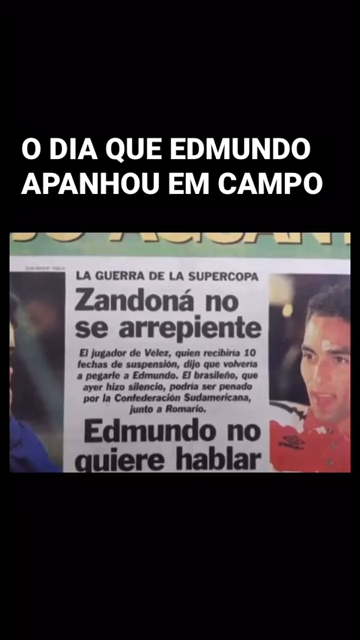 O DIA QUE EDMUNDO
APANHOU EM CAMPO
LA GUERRA DE LA SUPERCOPA
Zandoná no
se arrepiente
El jugador de Vélez, quien recibiría 10
fechas de suspensión, dijo que volvería
a pegarle a Edmundo. El brasileño, que
ayer hizo silencio, podría ser penado
por la Confederación Sudamericana,
junto a Romario.
Edmundo no
quiere hablar